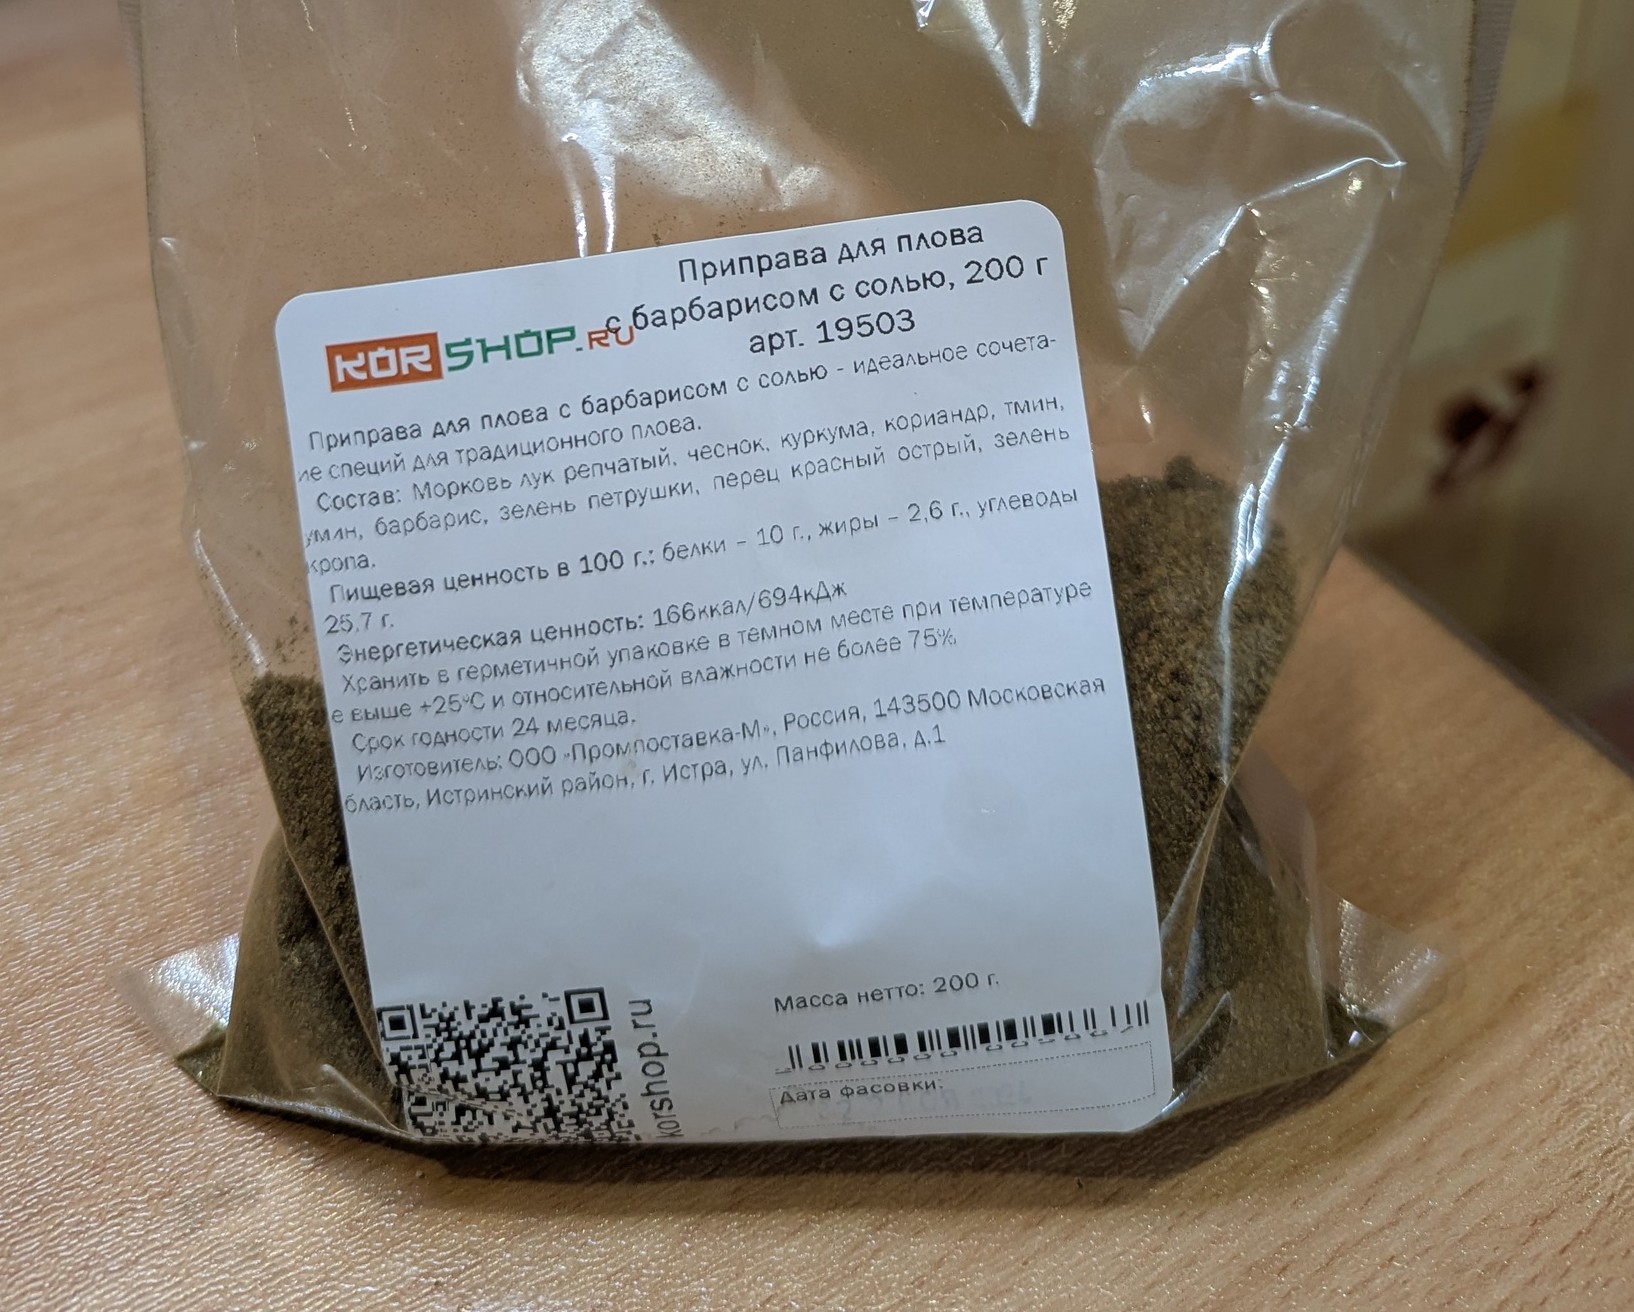 Приправа для плова
с барбарисом с солью, 200 г
арт. 19503
KORSHOP.RU
Приправа для плова с барбарисом с солью - идеальное сочета-
ие специй для традиционного плова.
Состав: Морковь лук репчатый, чеснок, куркума, кориандр, тмин,
умин, барбарис, зелень петрушки, перец красный острый, зелень
кропа.
Пищевая ценность в 100 г.: белки – 10 г., жиры – 2,6 г., углеводы
25,7 г.
Энергетическая ценность: 166ккал/694кДж
Хранить в герметичной упаковке в темном месте при температуре
е выше +25°С и относительной влажности не более 75%.
Срок годности 24 месяца.
Изготовитель: ООО «Промпоставка-М», Россия, 143500 Московская
бласть, Истринский район, г. Истра, ул. Панфилова, д.1
korshop.ru
Масса нетто: 200 г.
Дата фасовки: